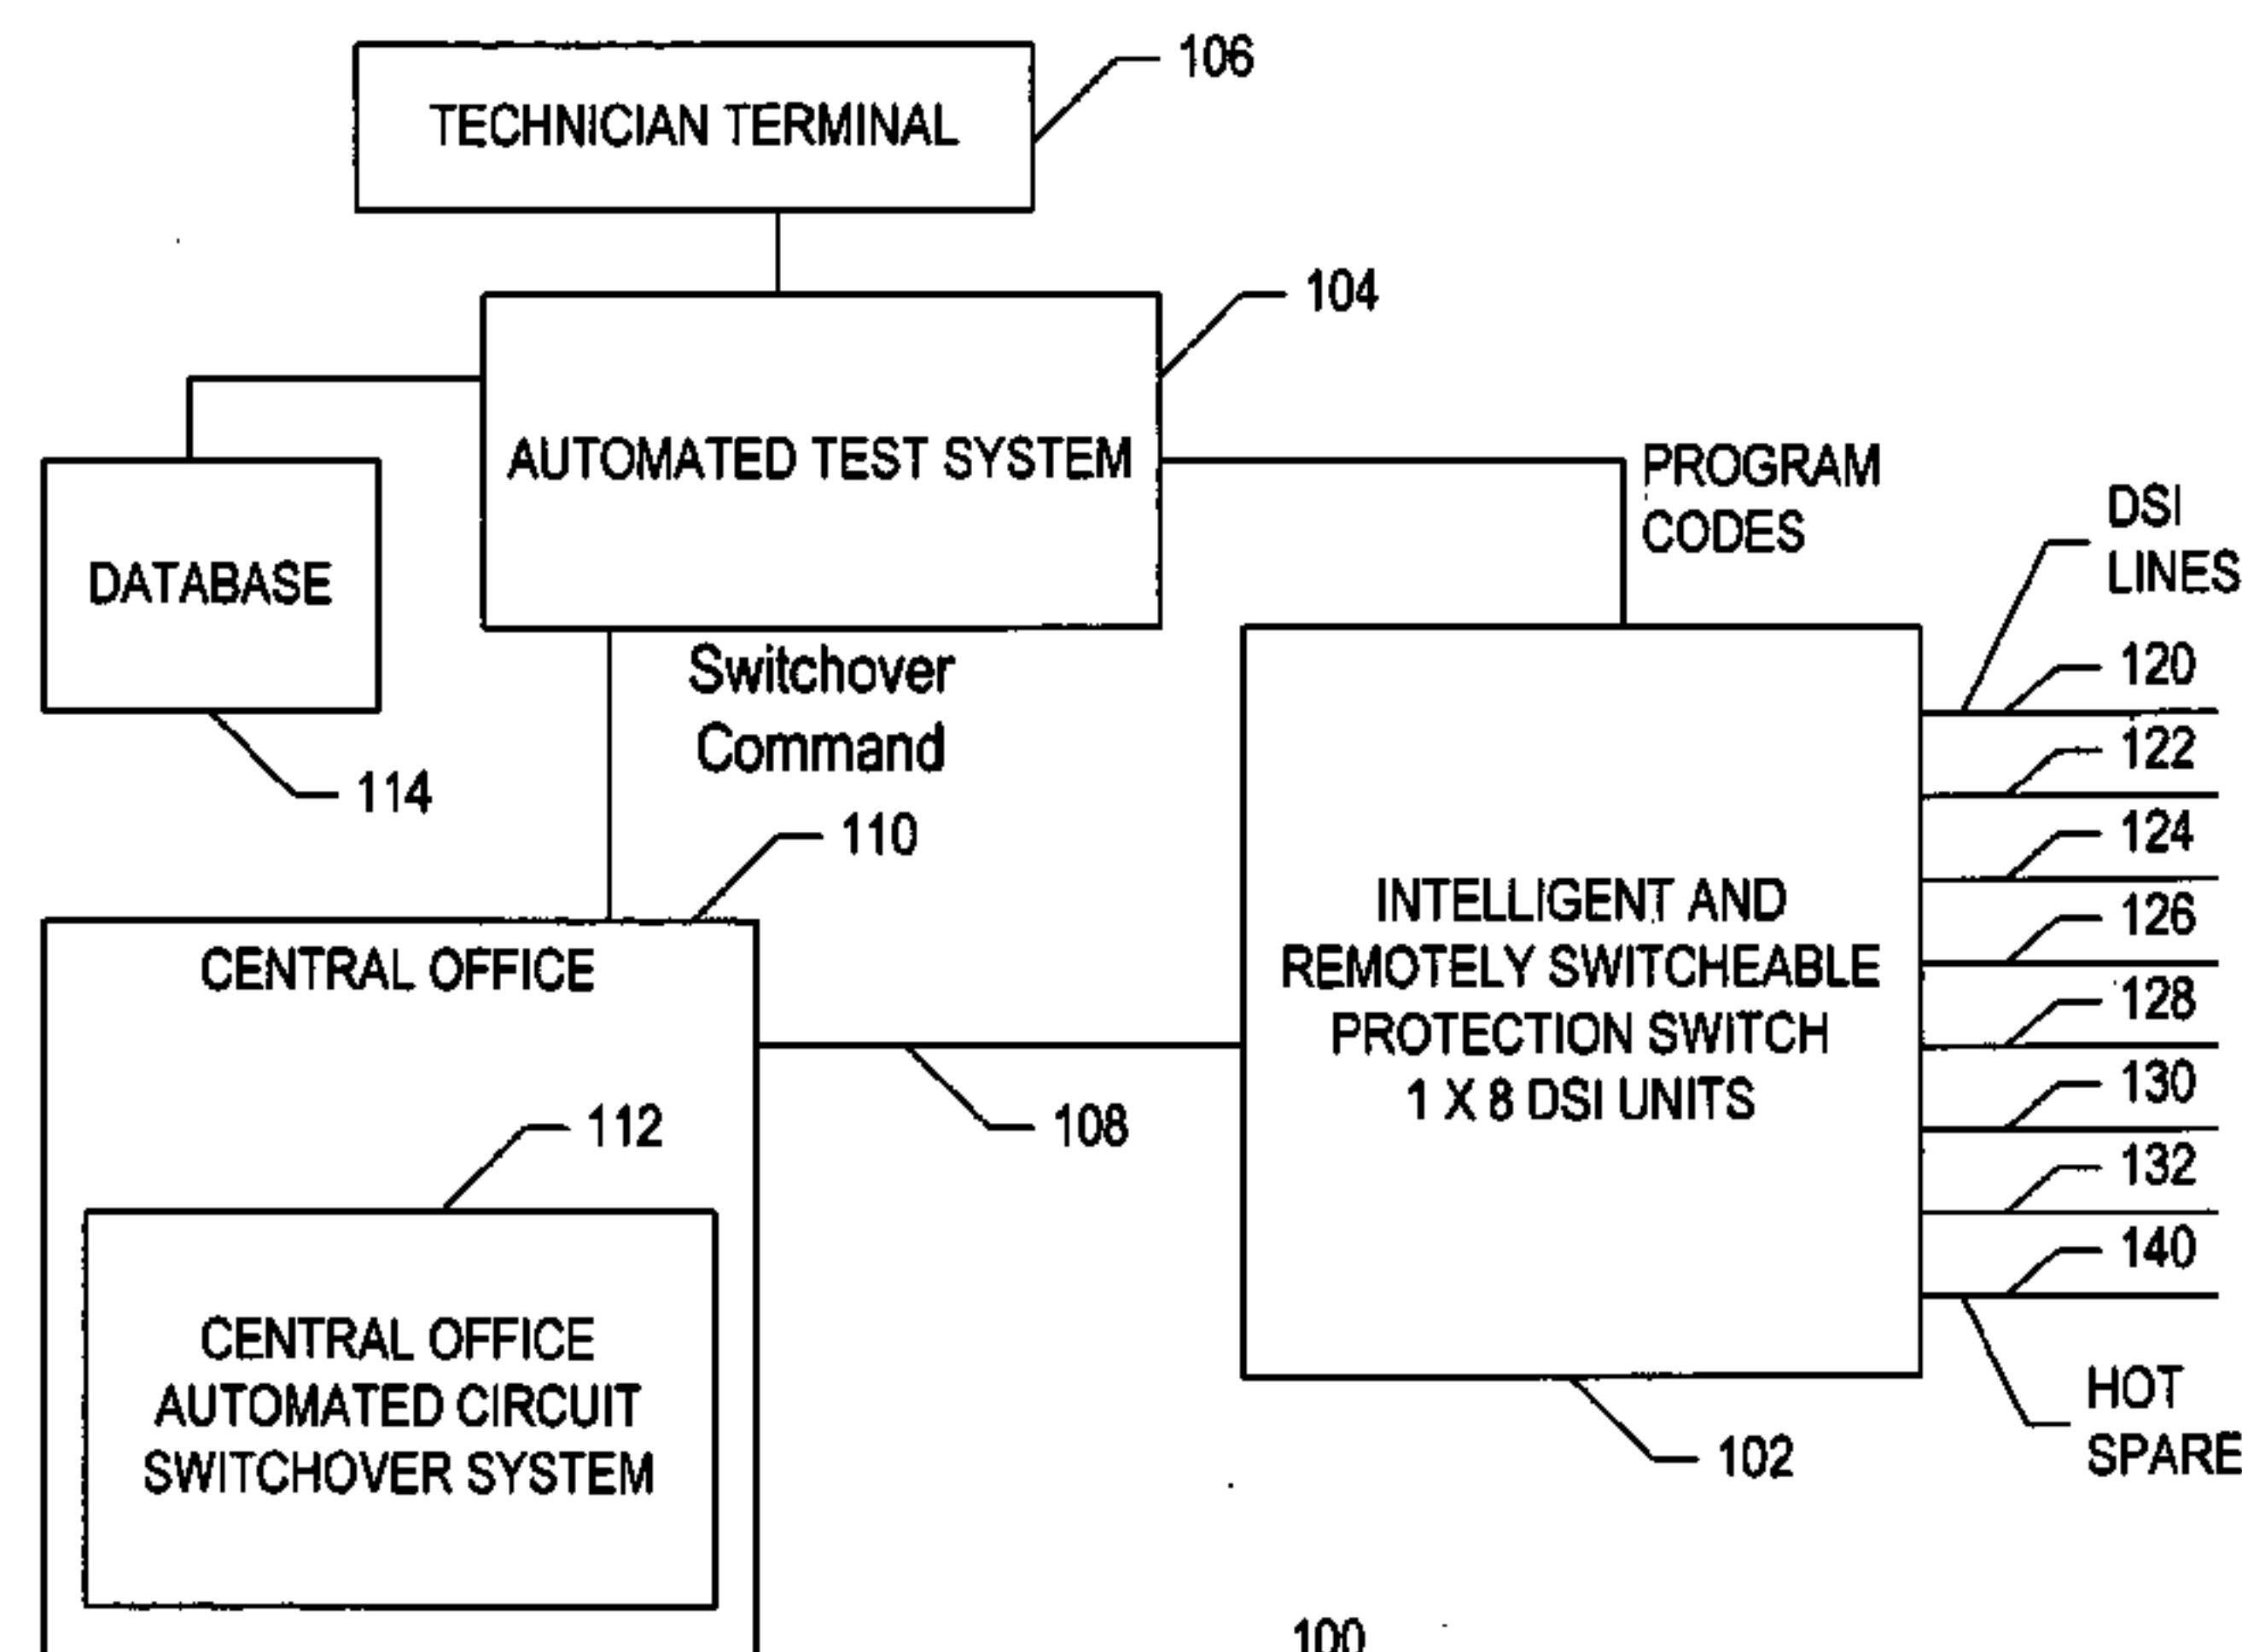 106
TECHNICIAN TERMINAL
104
AUTOMATED TEST SYSTEM
PROGRAM
CODES
DSI
LINES
DATABASE
114
Switchover
Command
110
120
122
124
126
128
130
132
140
CENTRAL OFFICE
INTELLIGENT AND
REMOTELY SWITCHEABLE
PROTECTION SWITCH
1 X 8 DSI UNITS
108
112
CENTRAL OFFICE
AUTOMATED CIRCUIT
SWITCHOVER SYSTEM
102
HOT
SPARE
100